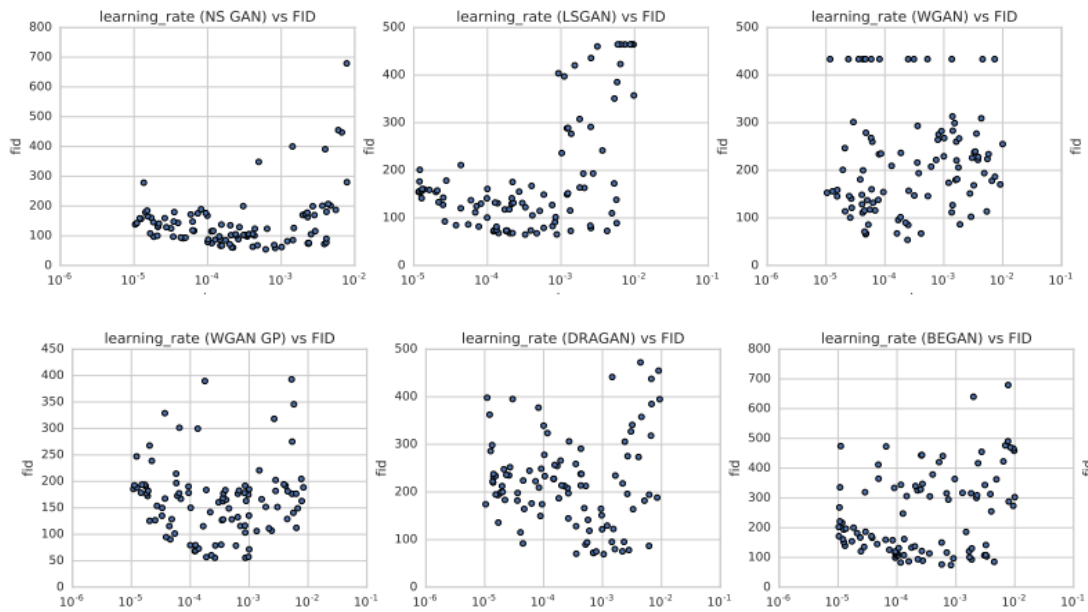 learning_rate (NS GAN) vs FID
800
700
600
500
400
300
200
100
0
fid
10-6 10-5 10-4 10-3 10-2
learning_rate (LSGAN) vs FID
500
400
300
200
100
0
fid
10-5 10-4 10-3 10-2 10-1
learning_rate (WGAN) vs FID
500
400
300
200
100
0
fid
10-6 10-5 10-4 10-3 10-2 10-1
fid
learning_rate (WGAN GP) vs FID
450
400
350
300
250
200
150
100
50
0
10-6 10-5 10-4 10-3 10-2 10-1
learning_rate (DRAGAN) vs FID
500
400
300
200
100
0
fid
10-6 10-5 10-4 10-3 10-2 10-1
learning_rate (BEGAN) vs FID
800
700
600
500
400
300
200
100
0
fid
10-6 10-5 10-4 10-3 10-2 10-1
fid